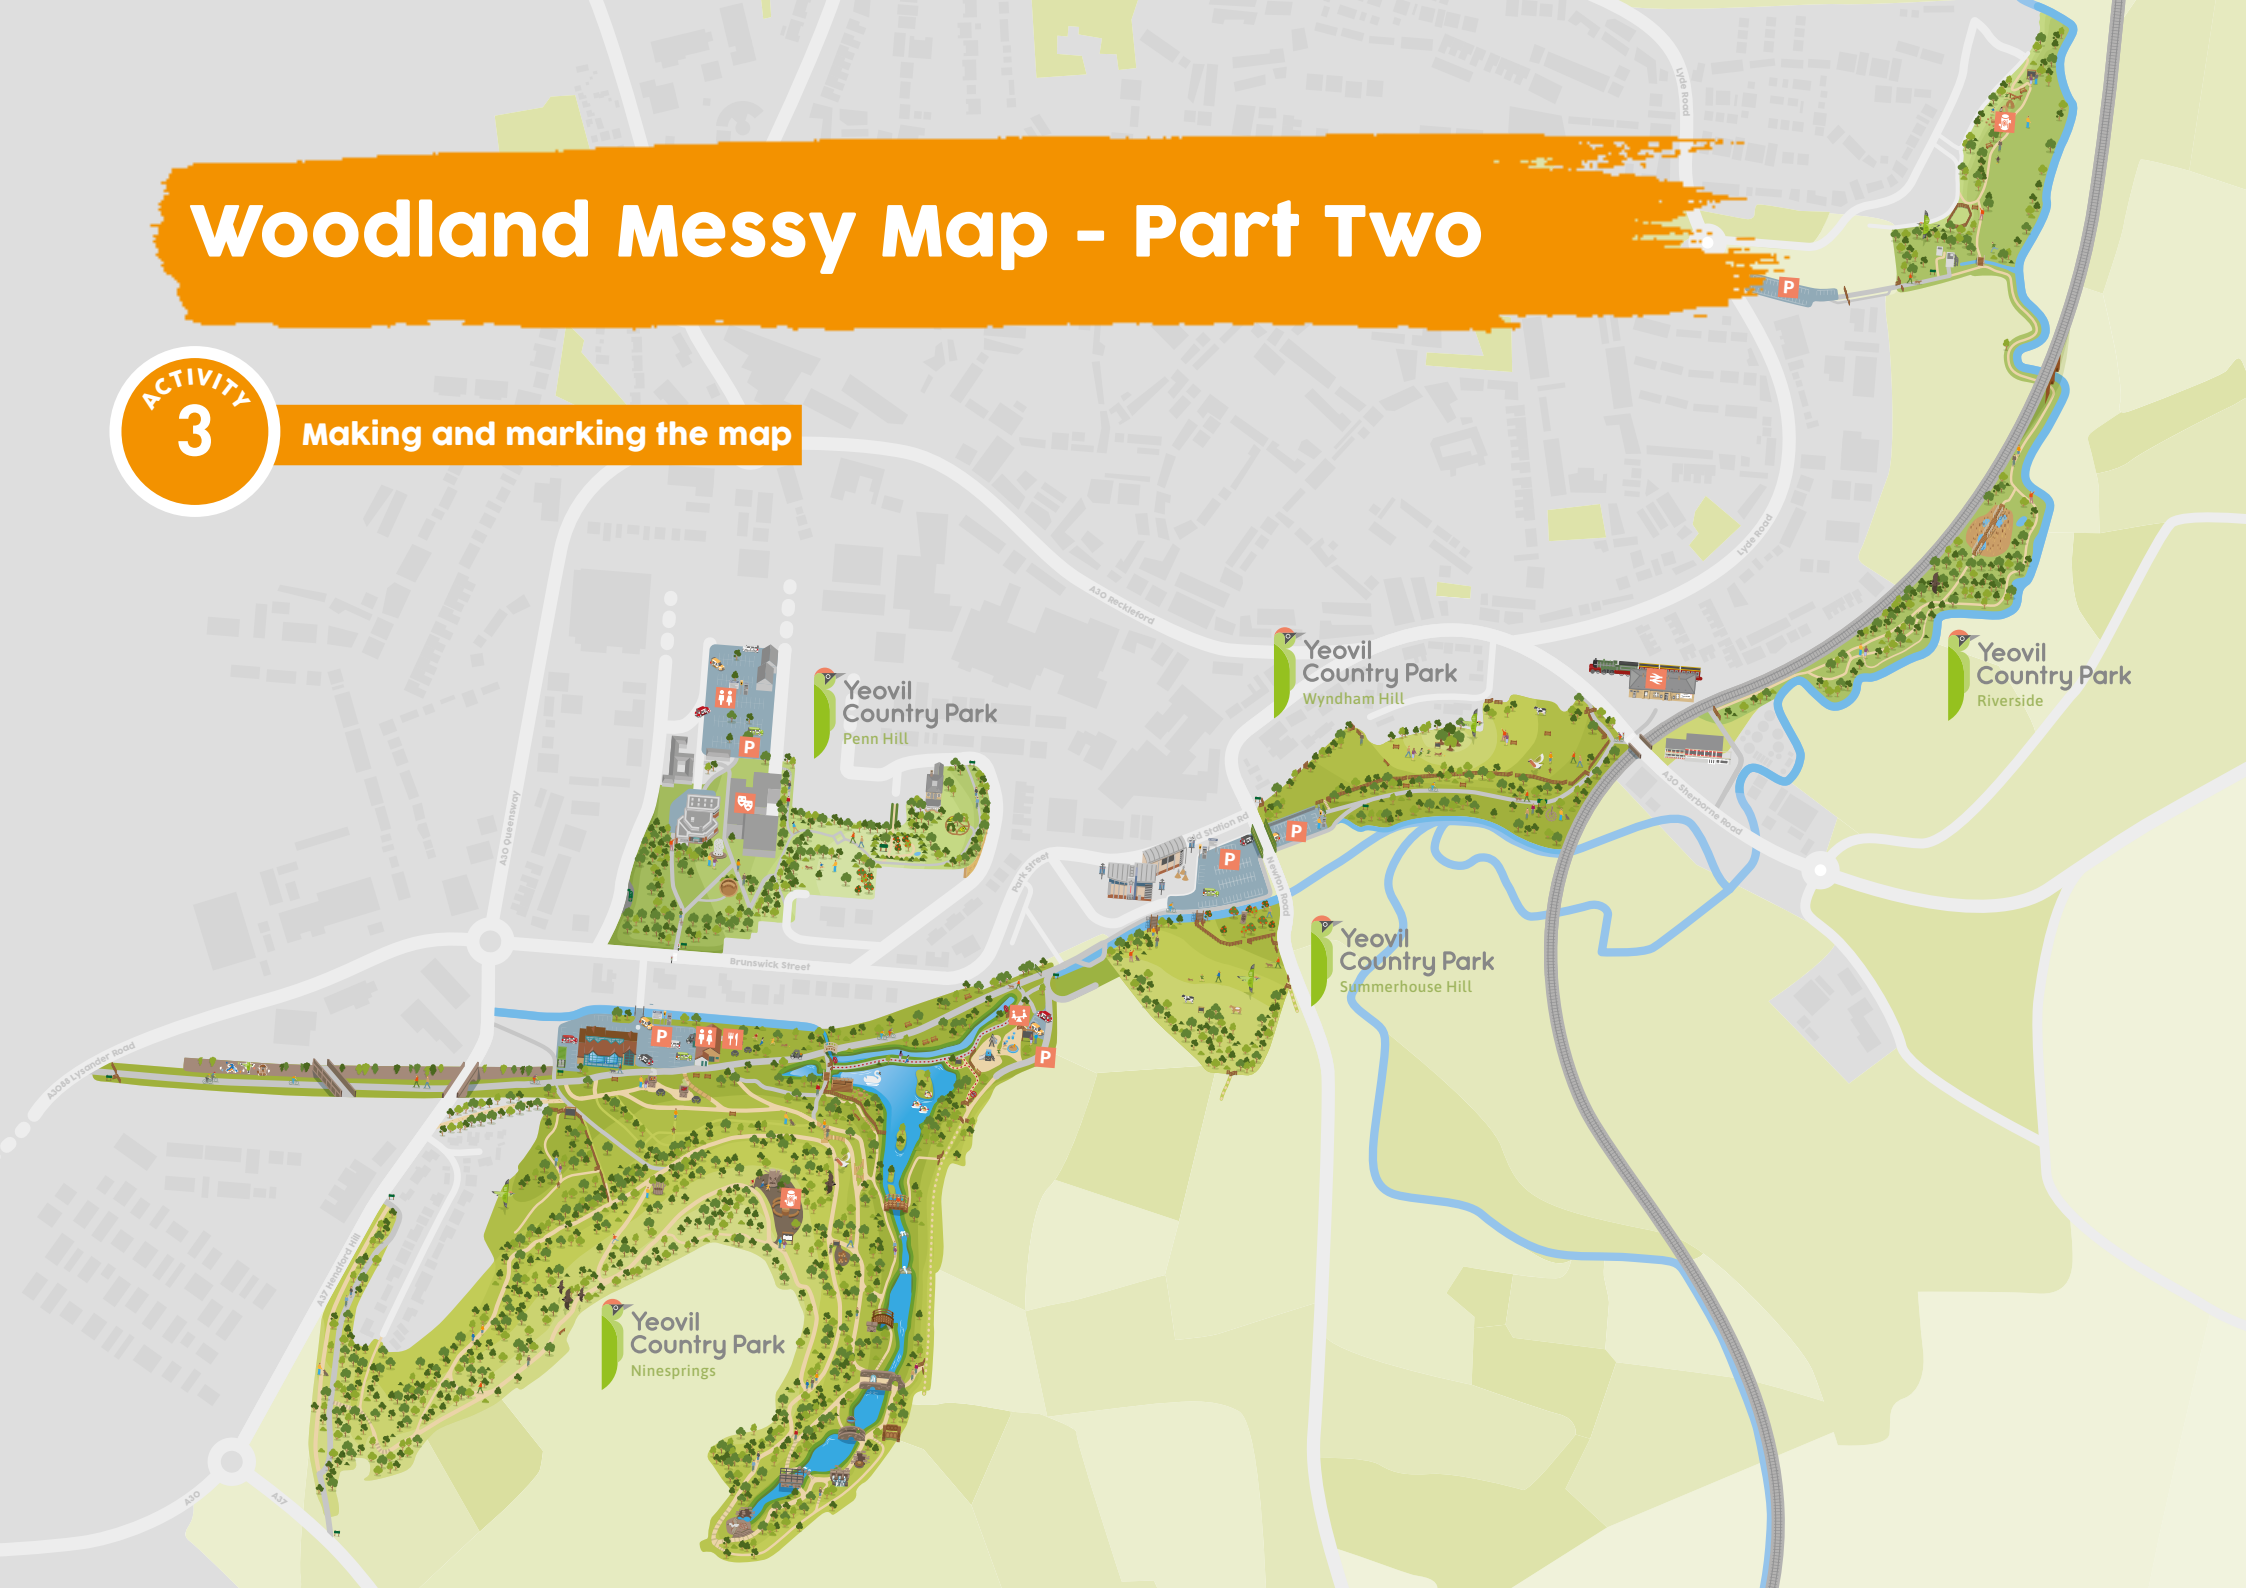 Woodland Messy Map - Part Two
ACTIVITY
3
Making and marking the map
Lyde Road
P
Lyde Road
A30 Reckleford
Yeovil
Country Park
Penn Hill
Yeovil
Country Park
Wyndham Hill
Yeovil
Country Park
Riverside
P
A30 Queensway
A30 Sherborne Road
Old Station Rd
P
P
Newton Road
Park Street
Brunswick Street
Yeovil
Country Park
Summerhouse Hill
P
P
A3088 Lysander Road
A37 Hendford Hill
Yeovil
Country Park
Ninesprings
A30
A37